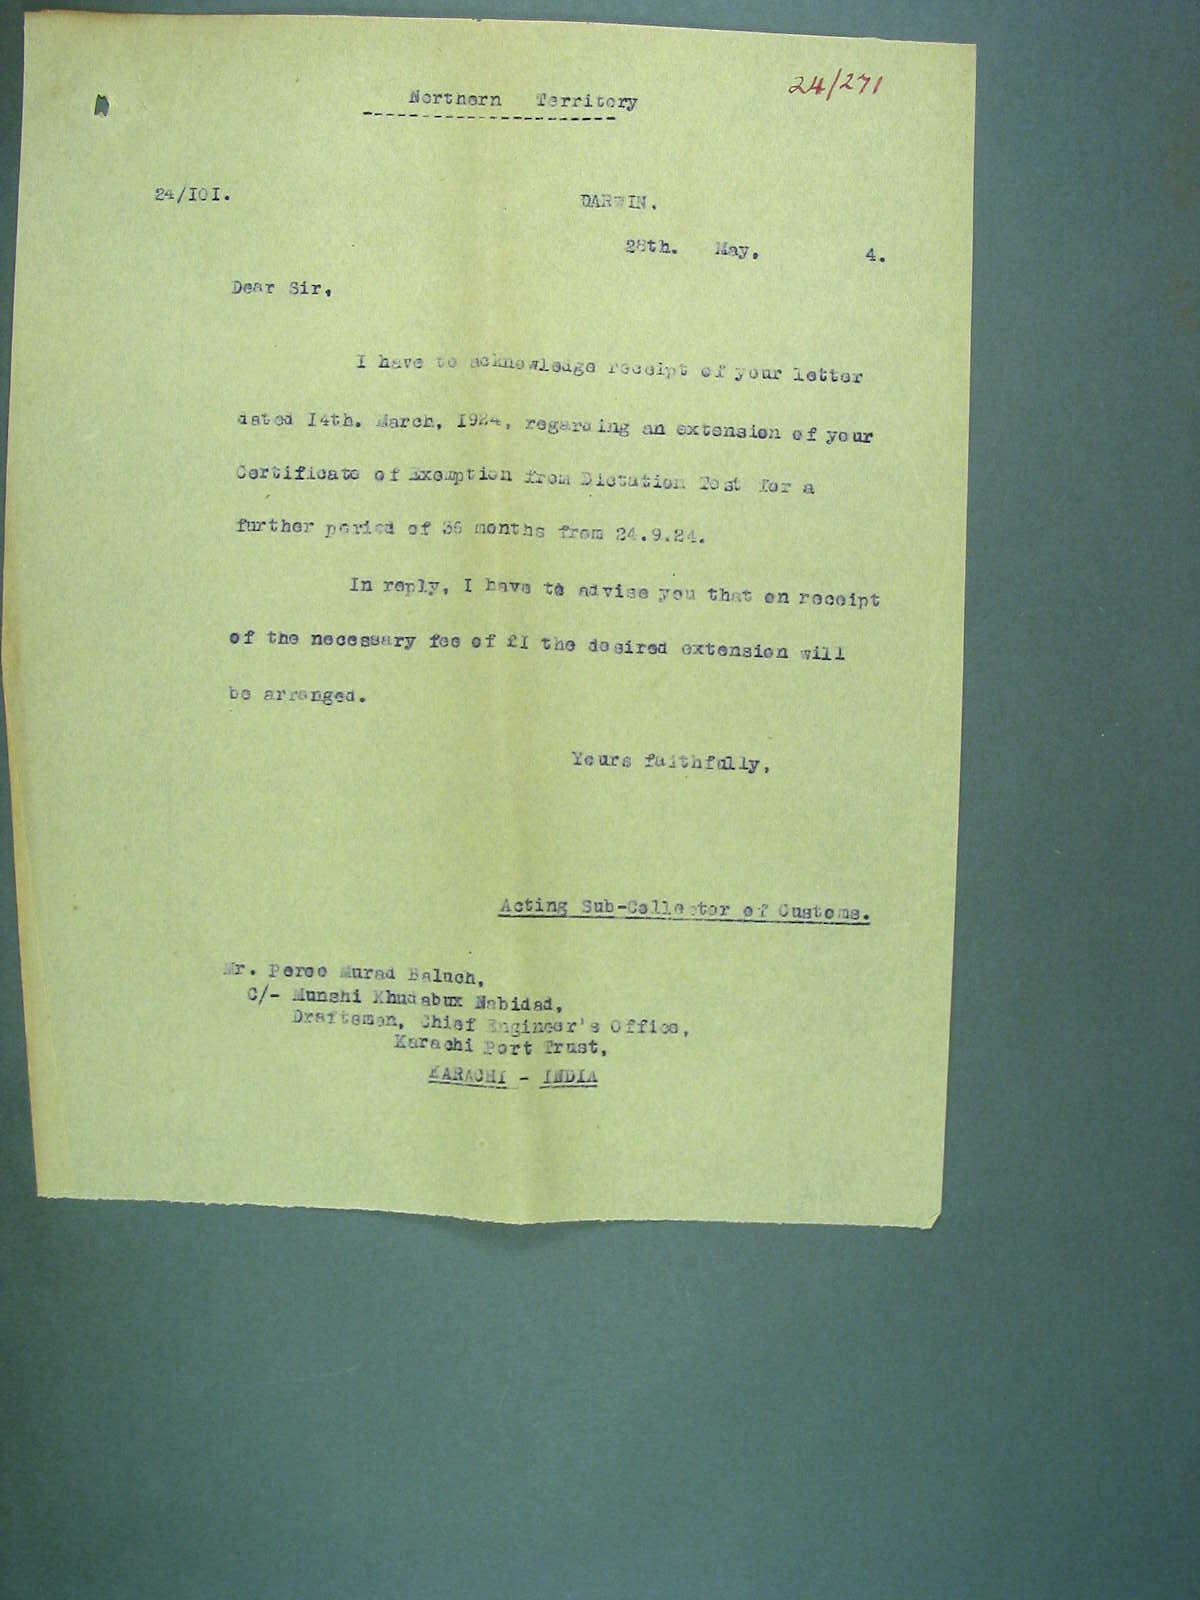 24/271
Northern Territory
24/IOI.
DARWIN.
28th. May, 4.
Dear Sir,
I have to acknowledge receipt of your letter
dated I4th. March, I924, regarding an extension of your
Certificate of Exemption from Dictation Test for a
further period of 36 months from 24.9.24.
In reply, I have to advise you that on receipt
of the necessary fee of £I the desired extension will
be arranged.
Yours faithfully,
Acting Sub-Collector of Customs.
Mr. Peroo Murad Baluch,
C/- Munshi Khudabux Nabidad,
Draftsman, Chief Engineer's Office,
Karachi Port Trust,
KARACHI - INDIA